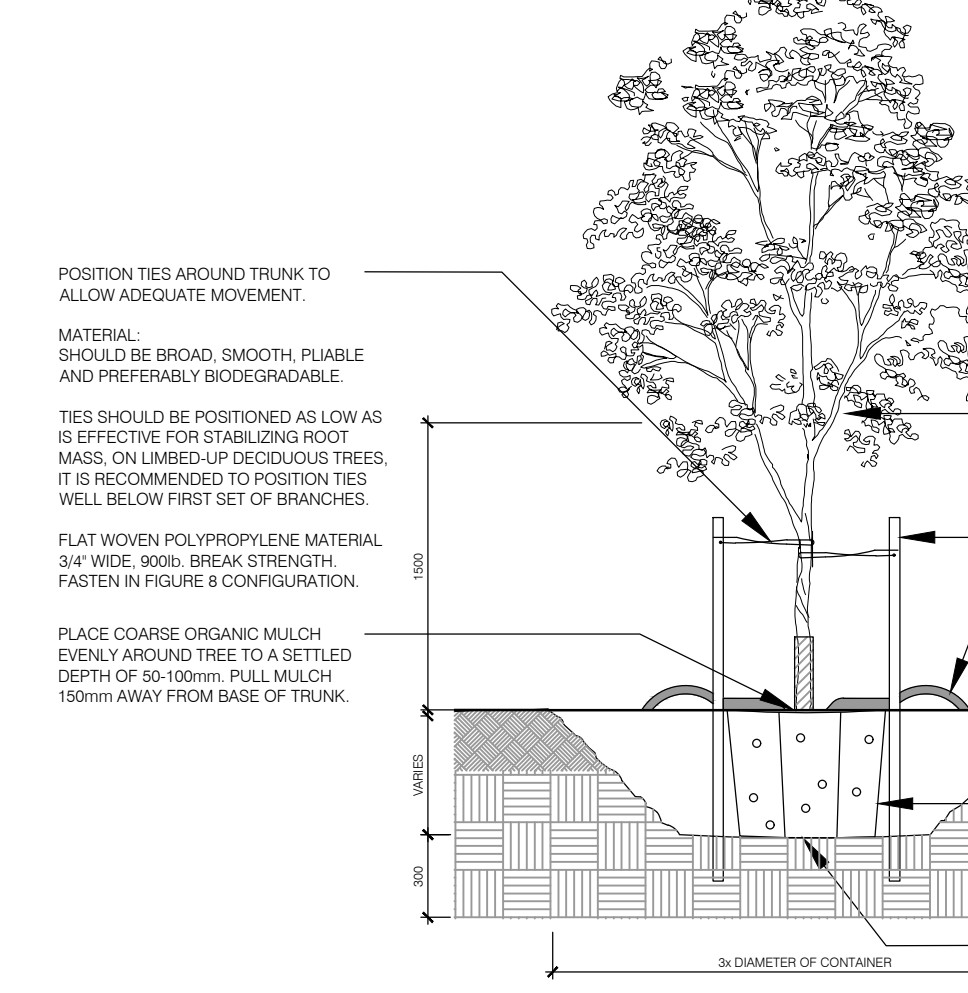 POSITION TIES AROUND TRUNK TO
ALLOW ADEQUATE MOVEMENT.
MATERIAL:
SHOULD BE BROAD, SMOOTH, PLIABLE
AND PREFERABLY BIODEGRADABLE.
TIES SHOULD BE POSITIONED AS LOW AS
IS EFFECTIVE FOR STABILIZING ROOT
MASS, ON LIMBED-UP DECIDUOUS TREES,
IT IS RECOMMENDED TO POSITION TIES
WELL BELOW FIRST SET OF BRANCHES.
FLAT WOVEN POLYPROPYLENE MATERIAL
3/4" WIDE, 900lb. BREAK STRENGTH.
FASTEN IN FIGURE 8 CONFIGURATION.
PLACE COARSE ORGANIC MULCH
EVENLY AROUND TREE TO A SETTLED
DEPTH OF 50-100mm. PULL MULCH
150mm AWAY FROM BASE OF TRUNK.
1500
VARIES
300
3x DIAMETER OF CONTAINER